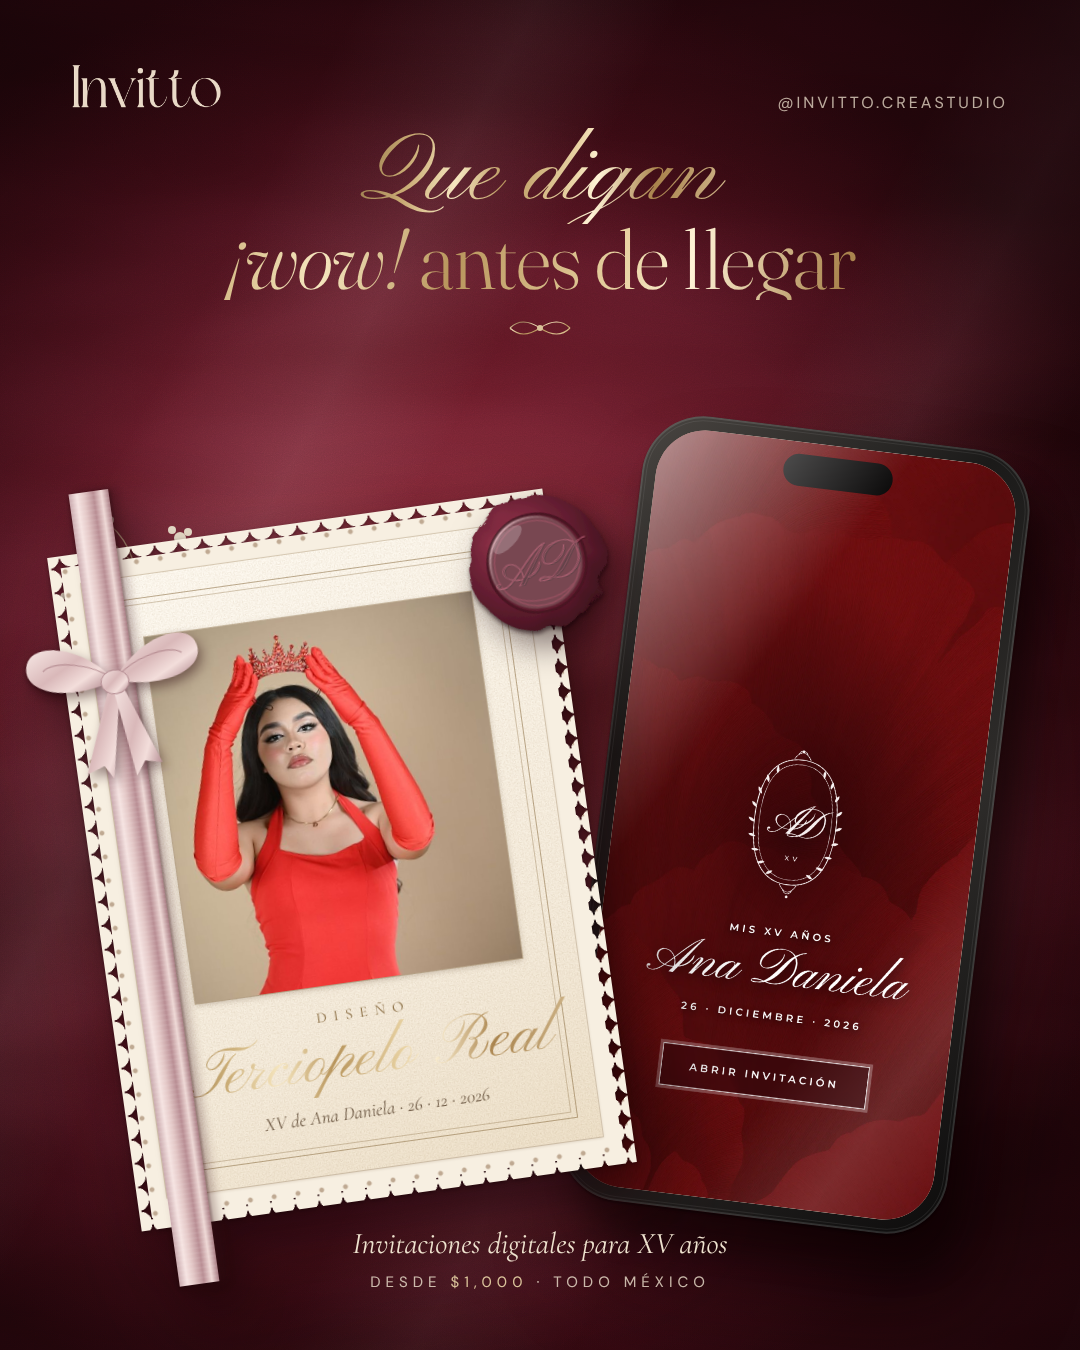 Invitto
@INVITTO.CREASTUDIO
Que digan
¡wow! antes de llegar
AD
DISEÑO
Terciopelo Real
XV de Ana Daniela · 26 · 12 · 2026
AD
XV
MIS XV AÑOS
Ana Daniela
26 · DICIEMBRE · 2026
ABRIR INVITACIÓN
Invitaciones digitales para XV años
DESDE $1,000 · TODO MÉXICO